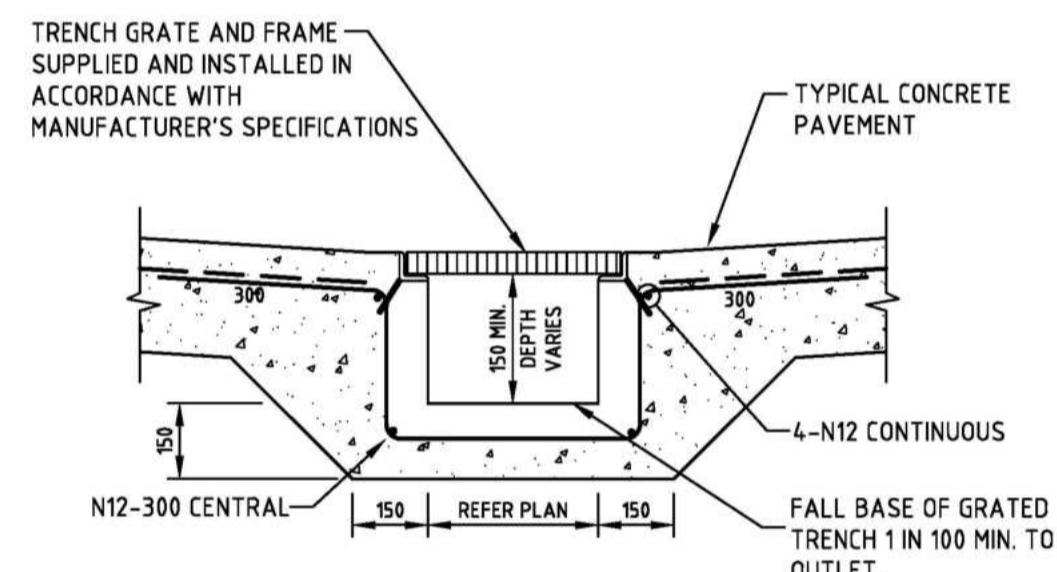 TRENCH GRATE AND FRAME
SUPPLIED AND INSTALLED IN
ACCORDANCE WITH
MANUFACTURER'S SPECIFICATIONS
TYPICAL CONCRETE
PAVEMENT
300
300
150 MIN.
DEPTH
VARIES
150
4-N12 CONTINUOUS
N12-300 CENTRAL
150
REFER PLAN
150
FALL BASE OF GRATED
TRENCH 1 IN 100 MIN. TO
OUTLET